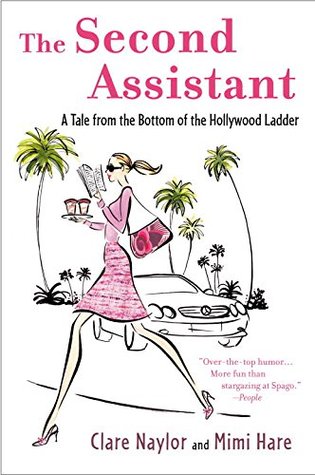 The Second
Assistant
A Tale from the Bottom of the Hollywood Ladder
"Over-the-top humor...
More fun than
stargazing at Spago."
—People
Clare Naylor and Mimi Hare